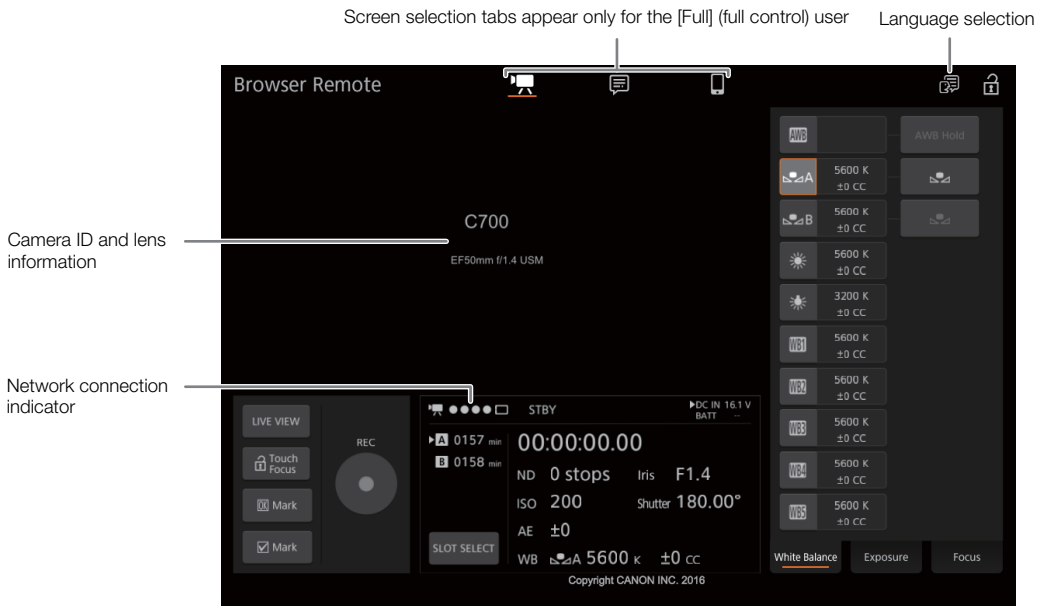 Screen selection tabs appear only for the [Full] (full control) user
Language selection
Browser Remote
Camera ID and lens
information
C700
EF50mm f/1.4 USM
Network connection
indicator
AWB
AWB Hold
A
5600 K
±0 CC
B
5600 K
±0 CC
5600 K
±0 CC
3200 K
±0 CC
WB1
5600 K
±0 CC
WB2
5600 K
±0 CC
WB3
5600 K
±0 CC
WB4
5600 K
±0 CC
WB5
5600 K
±0 CC
White Balance
Exposure
Focus
LIVE VIEW
Touch
Focus
OK Mark
Mark
REC
STBY
DC IN 16.1 V
BATT --
A 0157 min
B 0158 min
SLOT SELECT
00:00:00.00
ND 0 stops Iris F1.4
ISO 200 Shutter 180.00°
AE ±0
WB A 5600 K ±0 CC
Copyright CANON INC. 2016